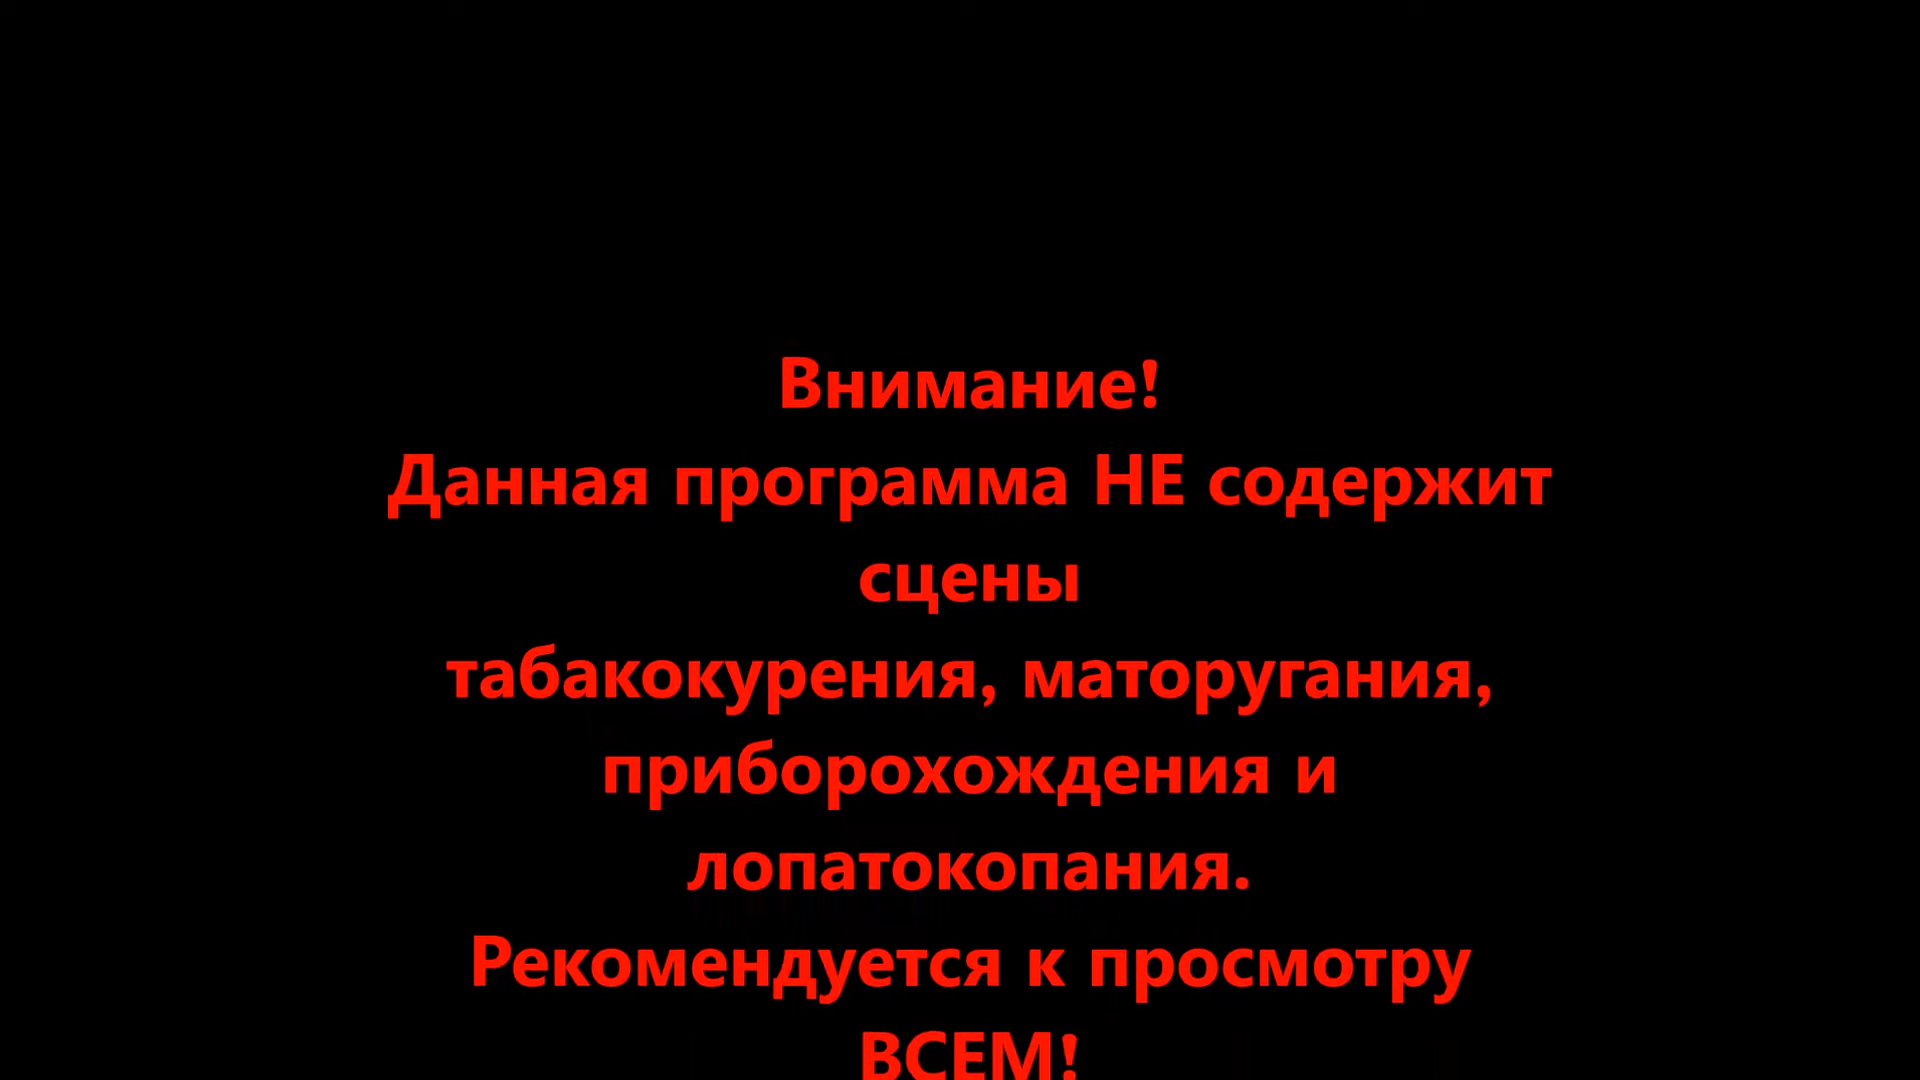 Внимание!
Данная программа НЕ содержит
сцены
табакокурения, маторугания,
приборохождения и
лопатокопания.
Рекомендуется к просмотру
ВСЕМ!